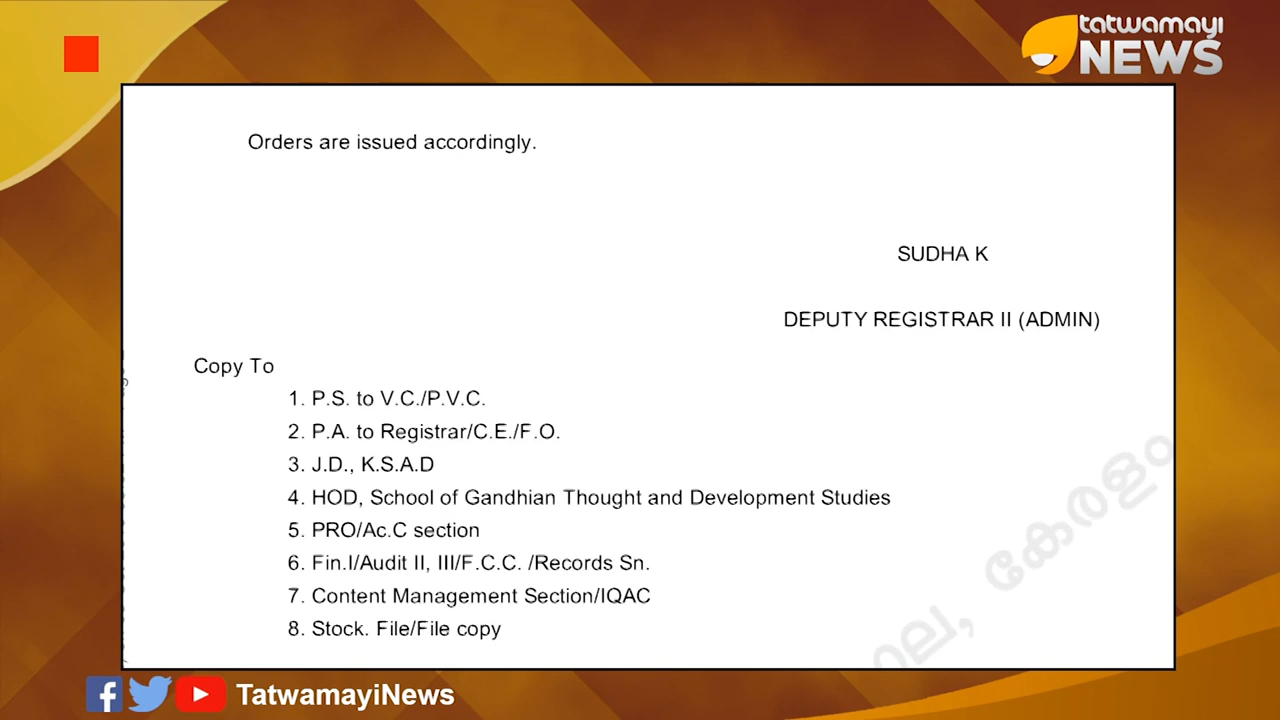 tatwamayi
NEWS
Orders are issued accordingly.
SUDHA K
DEPUTY REGISTRAR II (ADMIN)
Copy To
1. P.S. to V.C./P.V.C.
2. P.A. to Registrar/C.E./F.O.
3. J.D., K.S.A.D
4. HOD, School of Gandhian Thought and Development Studies
5. PRO/Ac.C section
6. Fin.I/Audit II, III/F.C.C. /Records Sn.
7. Content Management Section/IQAC
8. Stock. File/File copy
കേരളം
TatwamayiNews